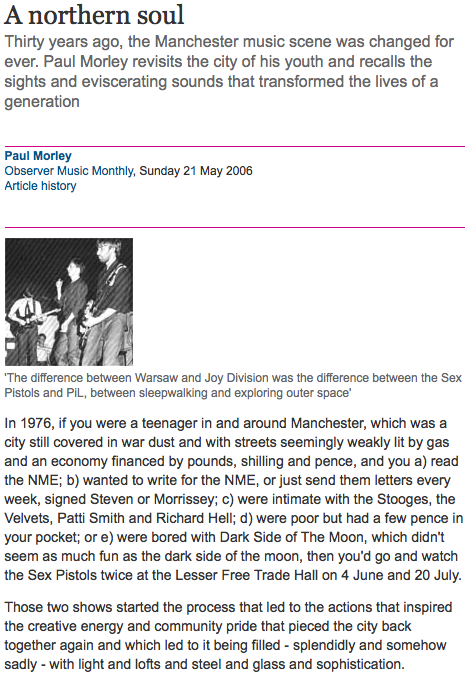 A northern soul
Thirty years ago, the Manchester music scene was changed for
ever. Paul Morley revisits the city of his youth and recalls the
sights and eviscerating sounds that transformed the lives of a
generation
Paul Morley
Observer Music Monthly, Sunday 21 May 2006
Article history
'The difference between Warsaw and Joy Division was the difference between the Sex
Pistols and PiL, between sleepwalking and exploring outer space'
In 1976, if you were a teenager in and around Manchester, which was a
city still covered in war dust and with streets seemingly weakly lit by gas
and an economy financed by pounds, shilling and pence, and you a) read
the NME; b) wanted to write for the NME, or just send them letters every
week, signed Steven or Morrissey; c) were intimate with the Stooges, the
Velvets, Patti Smith and Richard Hell; d) were poor but had a few pence in
your pocket; or e) were bored with Dark Side of The Moon, which didn't
seem as much fun as the dark side of the moon, then you'd go and watch
the Sex Pistols twice at the Lesser Free Trade Hall on 4 June and 20 July.
Those two shows started the process that led to the actions that inspired
the creative energy and community pride that pieced the city back
together again and which led to it being filled - splendidly and somehow
sadly - with light and lofts and steel and glass and sophistication.